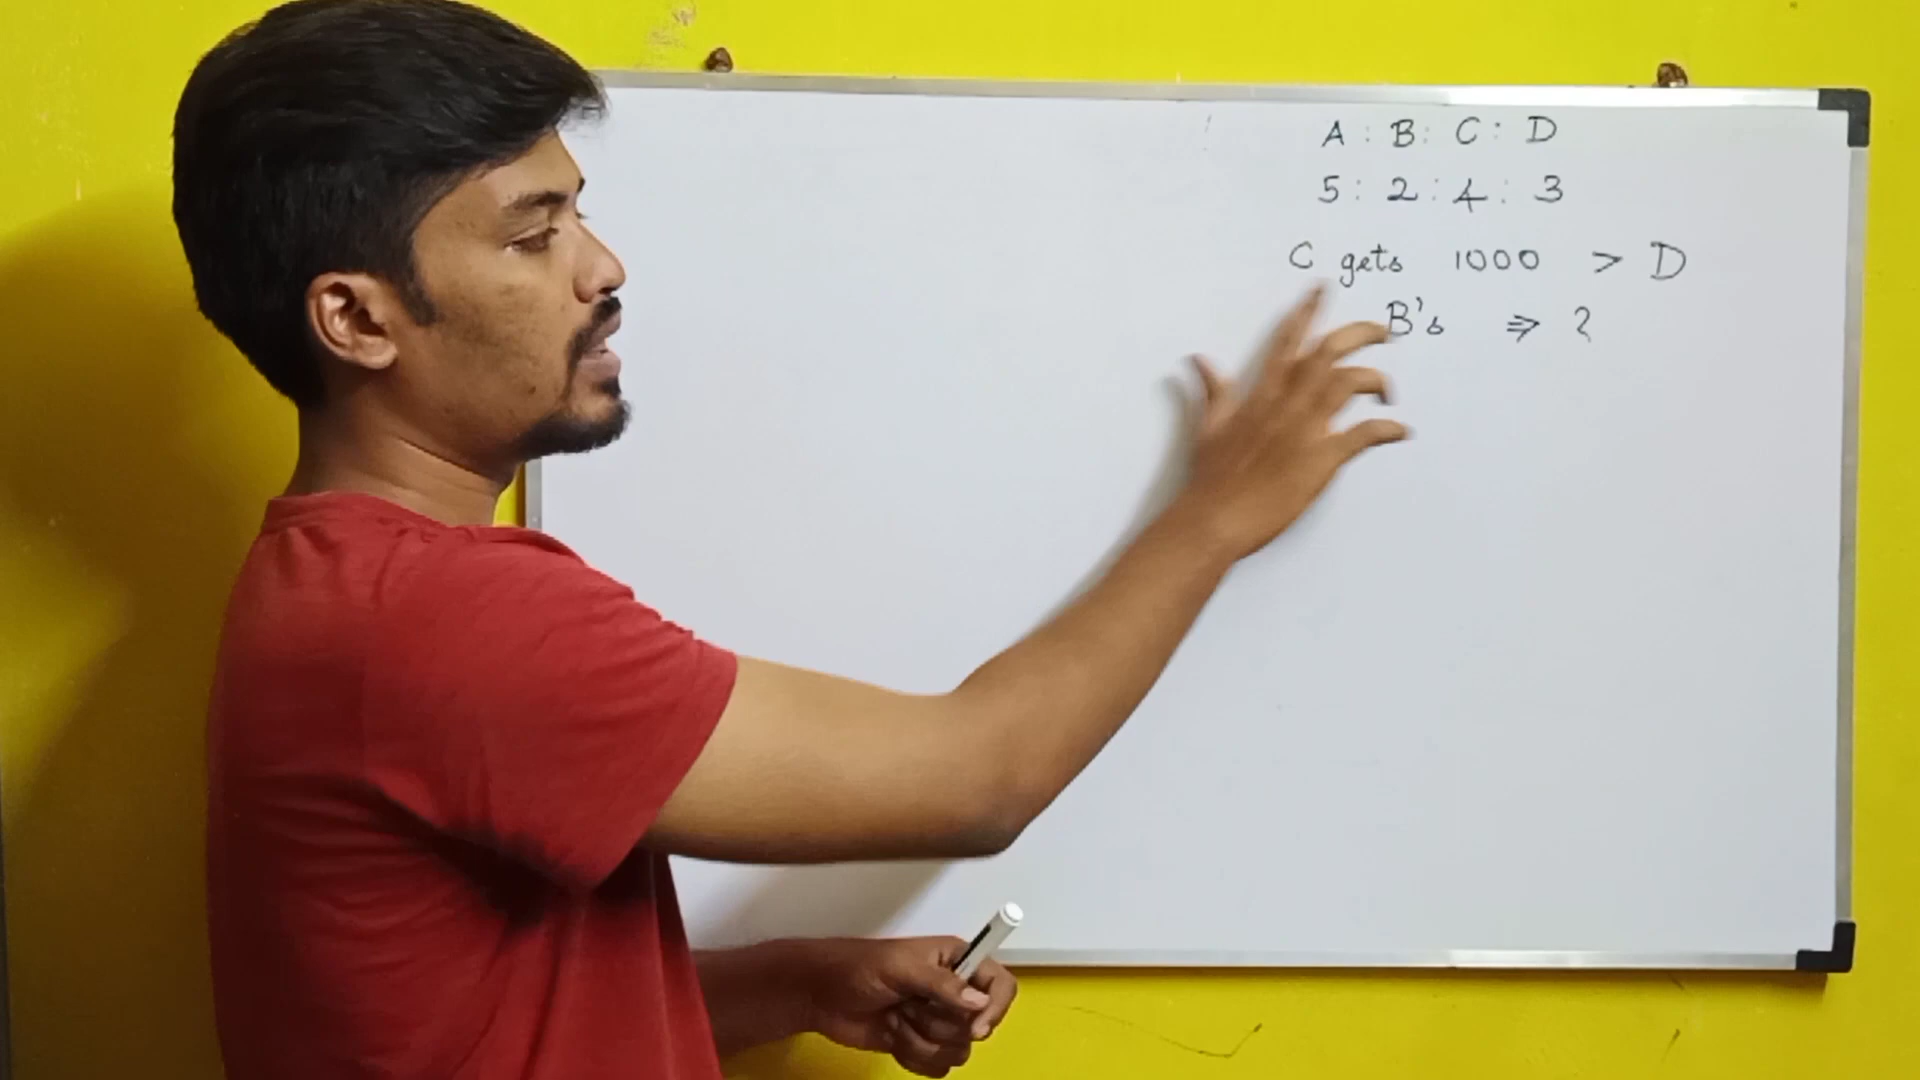 A : B : C : D
5 : 2 : 4 : 3
C gets 1000 > D
B's ⇒ ?